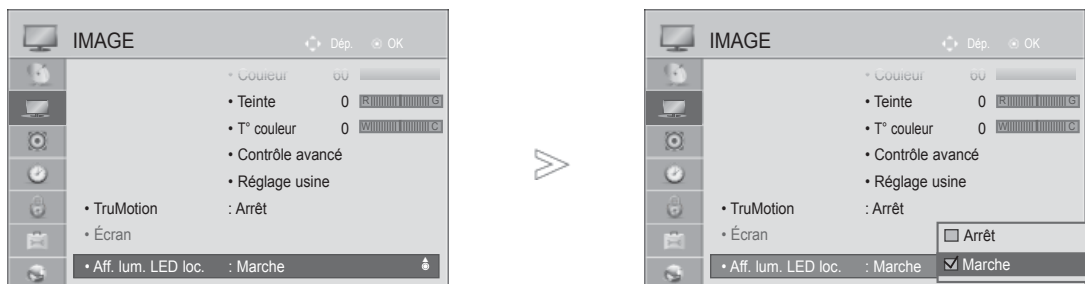 IMAGE Dép. OK
• Couleur 60
• Teinte 0 R G
• T° couleur 0 W C
• Contrôle avancé
• Réglage usine
• TruMotion : Arrêt
• Écran
• Aff. lum. LED loc. : Marche
IMAGE Dép. OK
• Couleur 60
• Teinte 0 R G
• T° couleur 0 W C
• Contrôle avancé
• Réglage usine
• TruMotion : Arrêt
• Écran
Arrêt
• Aff. lum. LED loc. : Marche
Marche